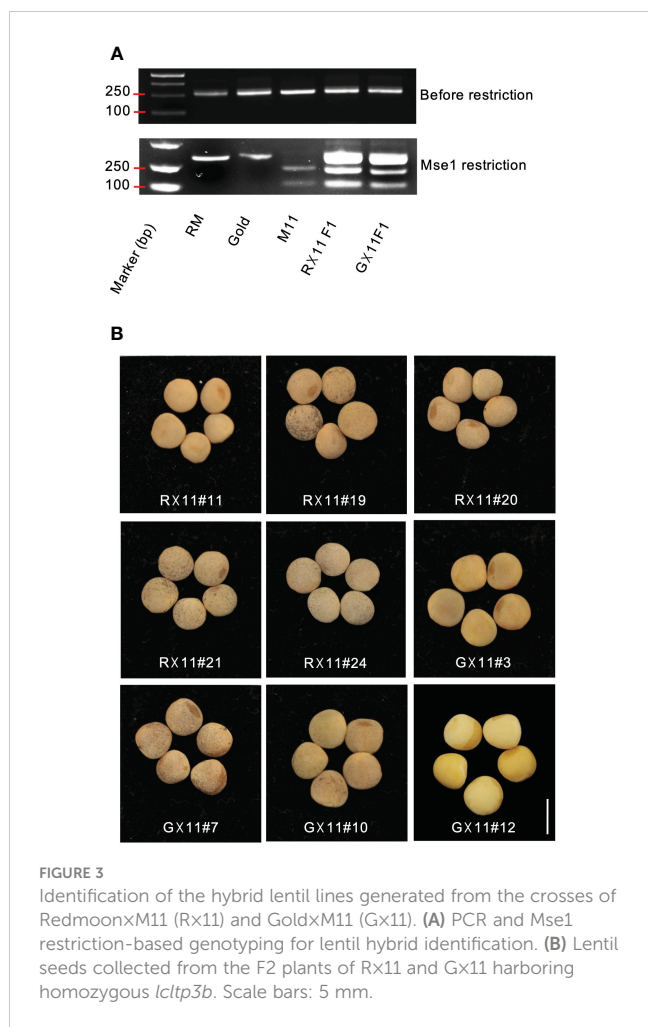 A
250
100
Before restriction
250
100
Mse1 restriction
Marker (bp)
RM
Gold
M11
RX11 F1
GX11F1
B
RX11#11
RX11#19
RX11#20
RX11#21
RX11#24
GX11#3
GX11#7
GX11#10
GX11#12
FIGURE 3
Identification of the hybrid lentil lines generated from the crosses of
Redmoon×M11 (R×11) and Gold×M11 (G×11). (A) PCR and Mse1
restriction-based genotyping for lentil hybrid identification. (B) Lentil
seeds collected from the F2 plants of R×11 and G×11 harboring
homozygous lcltp3b. Scale bars: 5 mm.